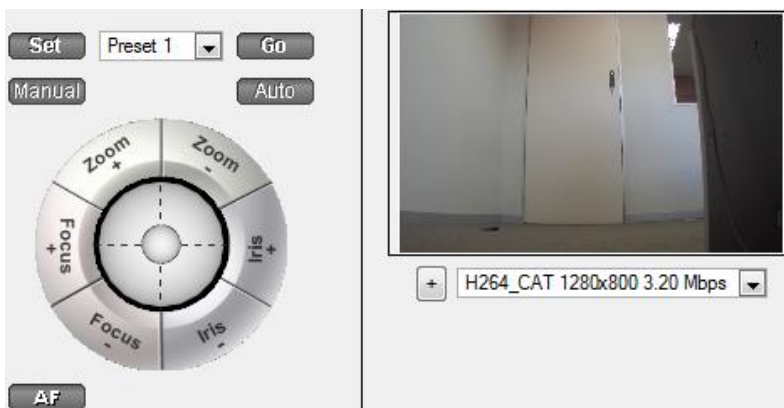 Set Preset 1 Go
Manual Auto
Zoom + Zoom -
Focus + Iris +
Focus - Iris -
AF
+ H264_CAT 1280x800 3.20 Mbps